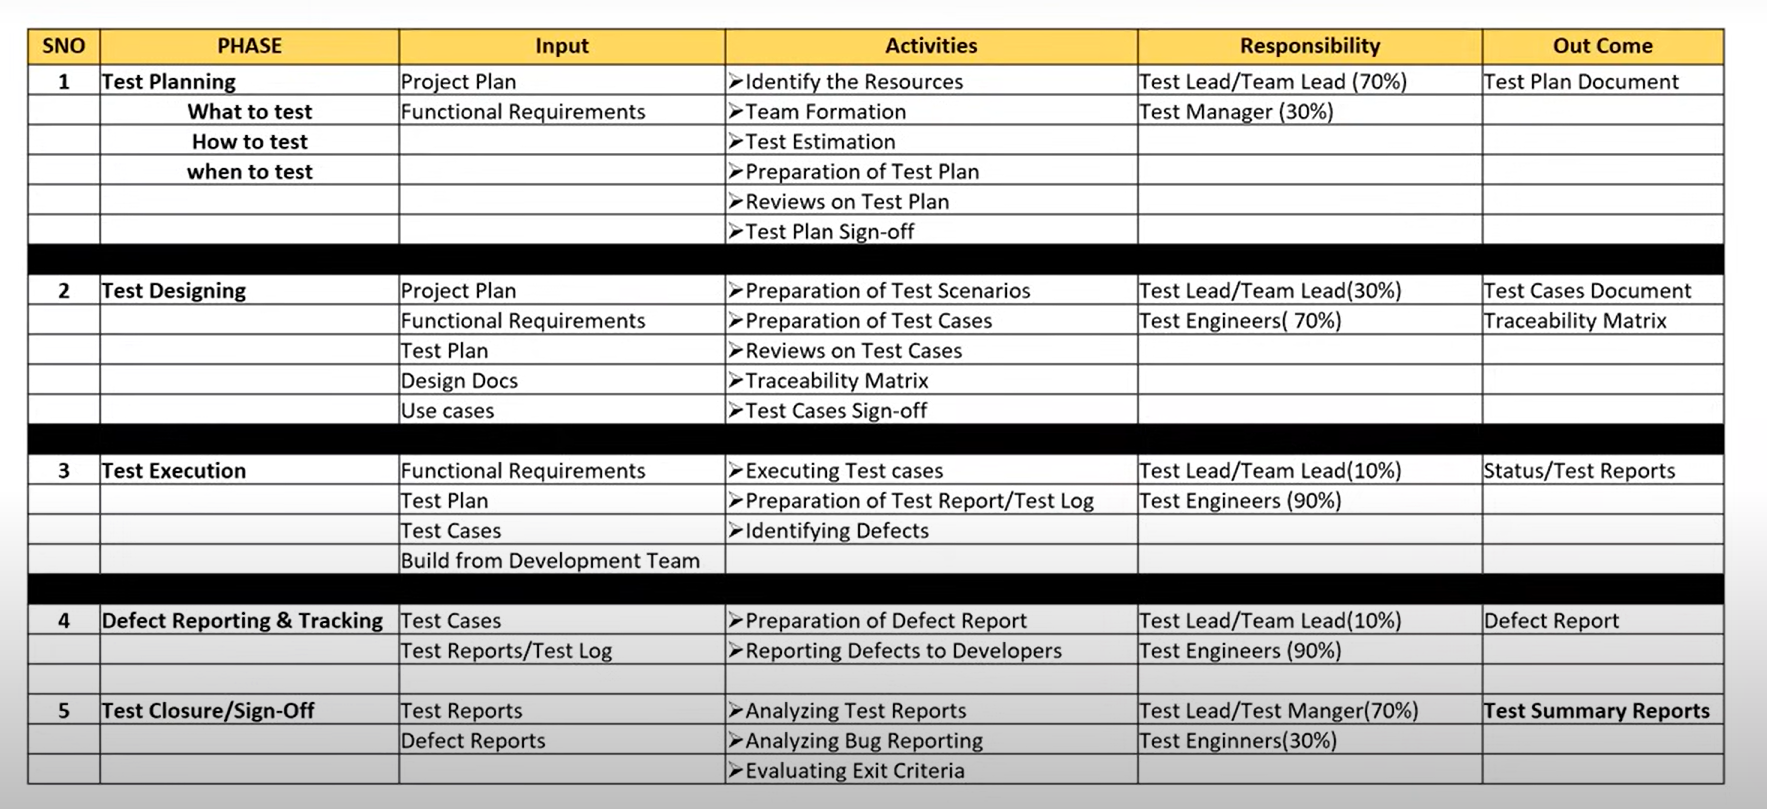 SNO PHASE Input Activities Responsibility Out Come
1 Test Planning Project Plan ➢Identify the Resources Test Lead/Team Lead (70%) Test Plan Document
What to test Functional Requirements ➢Team Formation Test Manager (30%)
How to test ➢Test Estimation
when to test ➢Preparation of Test Plan
➢Reviews on Test Plan
➢Test Plan Sign-off
2 Test Designing Project Plan ➢Preparation of Test Scenarios Test Lead/Team Lead(30%) Test Cases Document
Functional Requirements ➢Preparation of Test Cases Test Engineers( 70%) Traceability Matrix
Test Plan ➢Reviews on Test Cases
Design Docs ➢Traceability Matrix
Use cases ➢Test Cases Sign-off
3 Test Execution Functional Requirements ➢Executing Test cases Test Lead/Team Lead(10%) Status/Test Reports
Test Plan ➢Preparation of Test Report/Test Log Test Engineers (90%)
Test Cases ➢Identifying Defects
Build from Development Team
4 Defect Reporting & Tracking Test Cases ➢Preparation of Defect Report Test Lead/Team Lead(10%) Defect Report
Test Reports/Test Log ➢Reporting Defects to Developers Test Engineers (90%)
5 Test Closure/Sign-Off Test Reports ➢Analyzing Test Reports Test Lead/Test Manger(70%) Test Summary Reports
Defect Reports ➢Analyzing Bug Reporting Test Enginners(30%)
➢Evaluating Exit Criteria